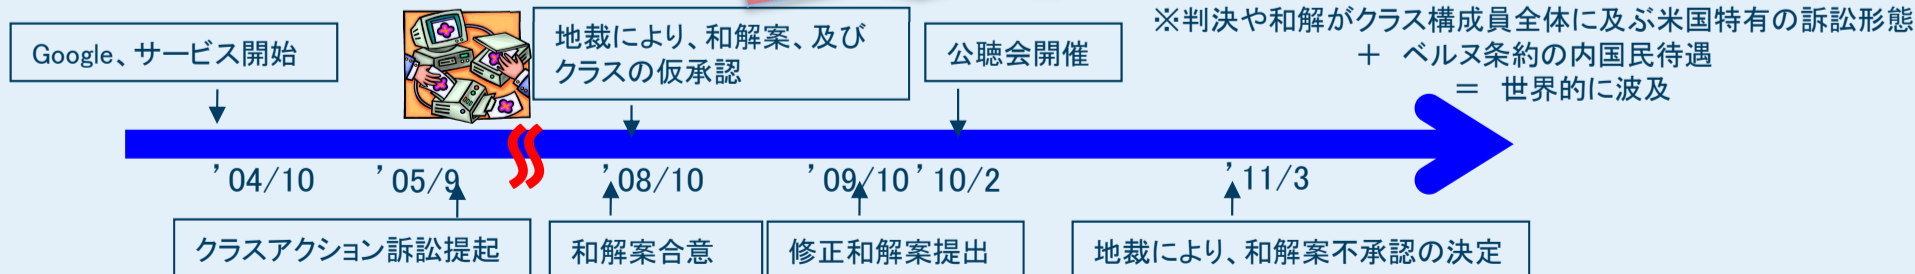 ※判決や和解がクラス構成員全体に及ぶ米国特有の訴訟形態
＋ ベルヌ条約の内国民待遇
＝ 世界的に波及
Google、サービス開始
地裁により、和解案、及び
クラスの仮承認
公聴会開催
’04/10
’05/9
’08/10
’09/10
’10/2
’11/3
クラスアクション訴訟提起
和解案合意
修正和解案提出
地裁により、和解案不承認の決定